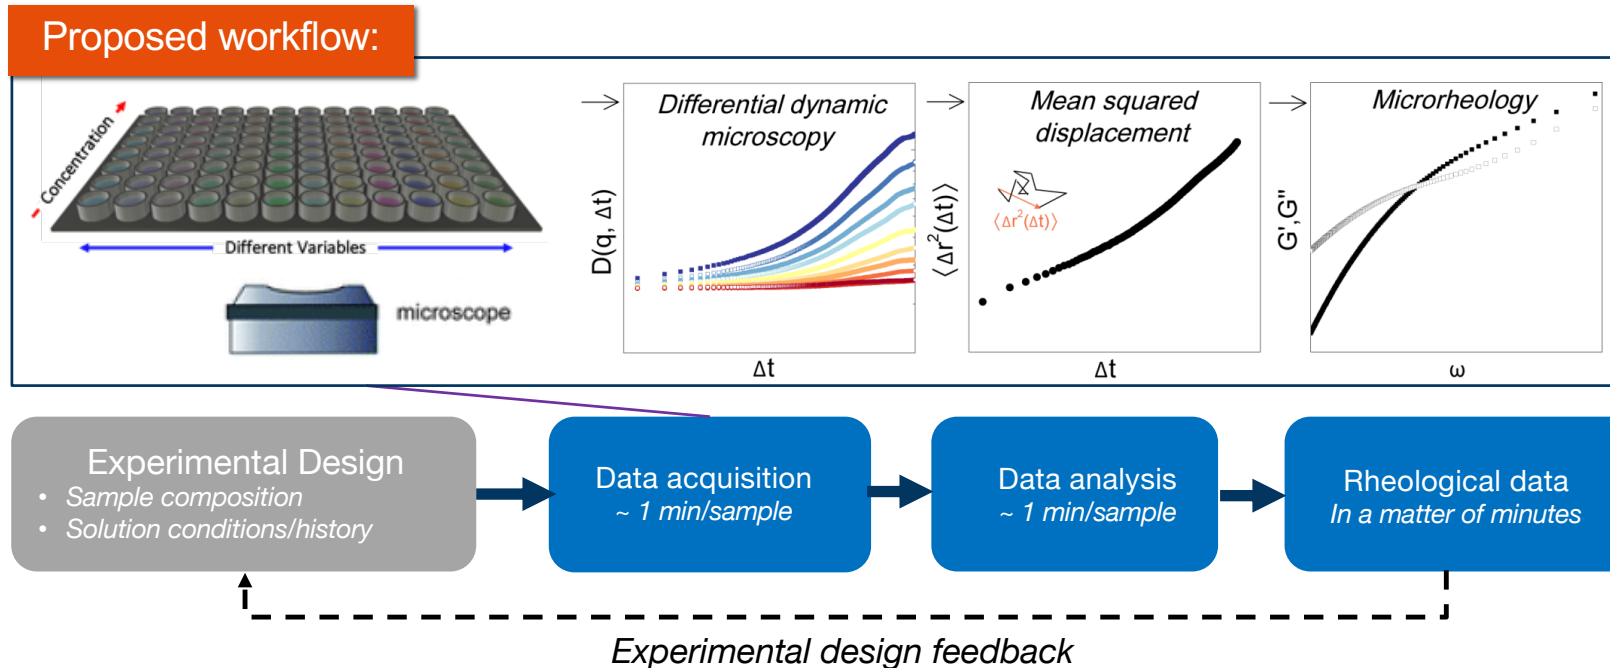 Proposed workflow:
Concentration
Different Variables
microscope
Differential dynamic
microscopy
D(q, Δt)
Δt
Mean squared
displacement
⟨Δr²(Δt)⟩
⟨Δr²(Δt)⟩
Δt
Microrheology
G',G"
ω
Experimental Design
• Sample composition
• Solution conditions/history
Data acquisition
~ 1 min/sample
Data analysis
~ 1 min/sample
Rheological data
In a matter of minutes
Experimental design feedback